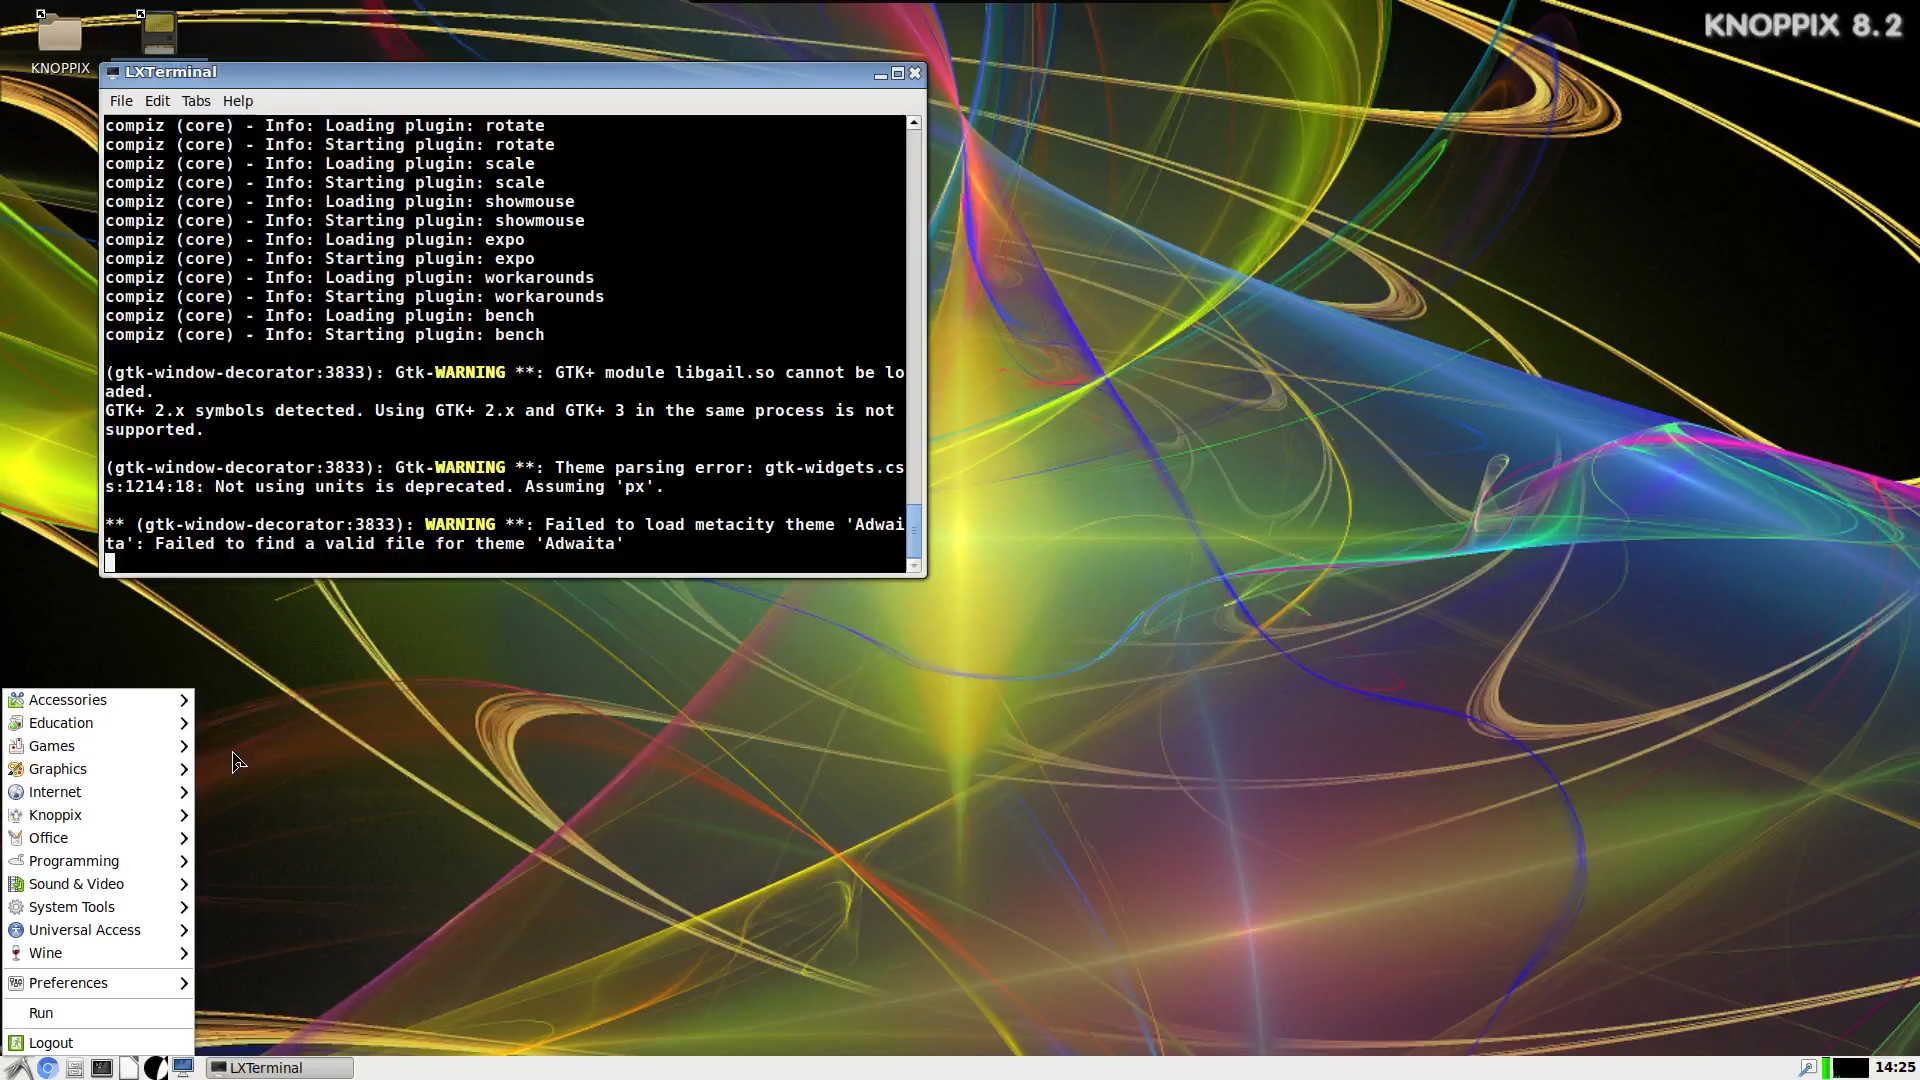 KNOPPIX 8.2
KNOPPIX
LXTerminal
File Edit Tabs Help
compiz (core) - Info: Loading plugin: rotate
compiz (core) - Info: Starting plugin: rotate
compiz (core) - Info: Loading plugin: scale
compiz (core) - Info: Starting plugin: scale
compiz (core) - Info: Loading plugin: showmouse
compiz (core) - Info: Starting plugin: showmouse
compiz (core) - Info: Loading plugin: expo
compiz (core) - Info: Starting plugin: expo
compiz (core) - Info: Loading plugin: workarounds
compiz (core) - Info: Starting plugin: workarounds
compiz (core) - Info: Loading plugin: bench
compiz (core) - Info: Starting plugin: bench
(gtk-window-decorator:3833): Gtk-WARNING **: GTK+ module libgail.so cannot be lo
aded.
GTK+ 2.x symbols detected. Using GTK+ 2.x and GTK+ 3 in the same process is not
supported.
(gtk-window-decorator:3833): Gtk-WARNING **: Theme parsing error: gtk-widgets.cs
s:1214:18: Not using units is deprecated. Assuming 'px'.
** (gtk-window-decorator:3833): WARNING **: Failed to load metacity theme 'Adwai
ta': Failed to find a valid file for theme 'Adwaita'
Accessories
Education
Games
Graphics
Internet
Knoppix
Office
Programming
Sound & Video
System Tools
Universal Access
Wine
Preferences
Run
Logout
LXTerminal
14:25